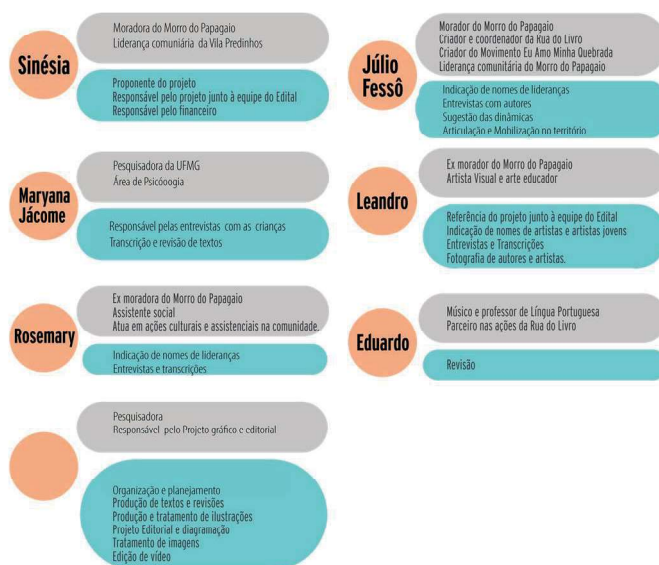 Sinésia
Moradora do Morro do Papagaio
Liderança comuniária da Vila Predinhos
Proponente do projeto
Responsável pelo projeto junto à equipe do Edital
Responsável pelo financeiro
Júlio
Fessô
Morador do Morro do Papagaio
Criador e coordenador da Rua do Livro
Criador do Movimento Eu Amo Minha Quebrada
Liderança comunitária do Morro do Papagaio
Indicação de nomes de lideranças
Entrevistas com autores
Sugestão das dinâmicas
Articulação e Mobilização no território
Maryana
Jácome
Pesquisadora da UFMG
Área de Psicóoogia
Responsável pelas entrevistas com as crianças
Transcrição e revisão de textos
Leandro
Ex morador do Morro do Papagaio
Artista Visual e arte educador
Referência do projeto junto à equipe do Edital
Indicação de nomes de artistas e artistas jovens
Entrevistas e Transcrições
Fotografia de autores e artistas.
Rosemary
Ex moradora do Morro do Papagaio
Assistente social
Atua em ações culturais e assistenciais na comunidade.
Indicação de nomes de lideranças
Entrevistas e transcrições
Eduardo
Músico e professor de Língua Portuguesa
Parceiro nas ações da Rua do Livro
Revisão
Pesquisadora
Responsável pelo Projeto gráfico e editorial
Organização e planejamento
Produção de textos e revisões
Produção e tratamento de ilustrações
Projeto Editorial e diagramação
Tratamento de imagens
Edição de vídeo